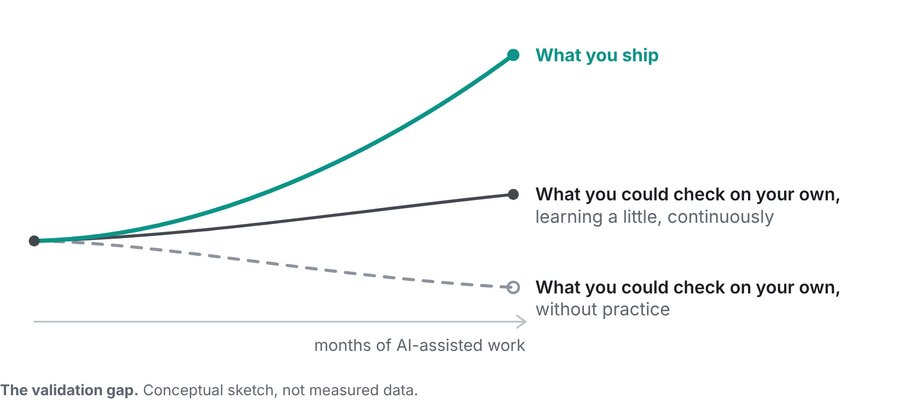 What you ship
What you could check on your own,
learning a little, continuously
What you could check on your own,
without practice
months of AI-assisted work
The validation gap. Conceptual sketch, not measured data.